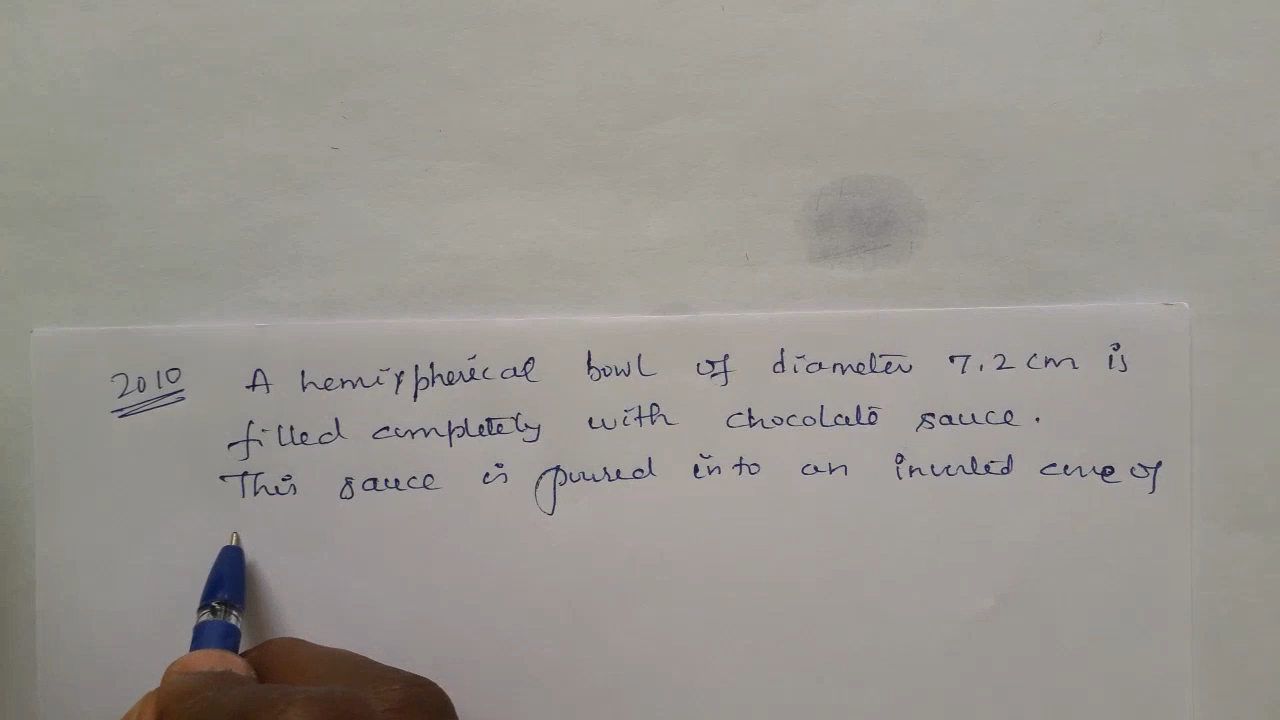 2010 A hemispherical bowl of diameter 7.2 cm is
filled completely with chocolate sauce.
This sauce is poured into an inverted cone of